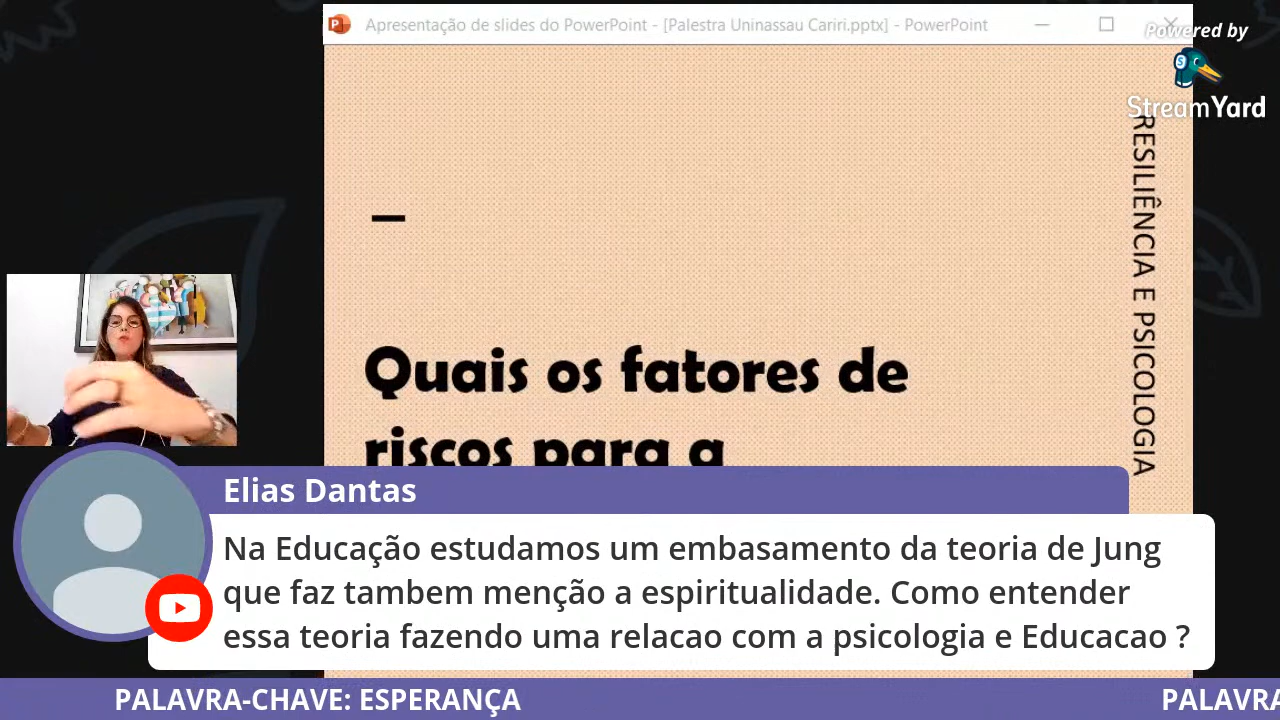 Apresentação de slides do PowerPoint - [Palestra Uninassau Cariri.pptx] - PowerPoint
Powered by
StreamYard
RESILIÊNCIA E PSICOLOGIA
Quais os fatores de
riscos para a
Elias Dantas
Na Educação estudamos um embasamento da teoria de Jung
que faz tambem menção a espiritualidade. Como entender
essa teoria fazendo uma relacao com a psicologia e Educacao ?
PALAVRA-CHAVE: ESPERANÇA
PALAVRA